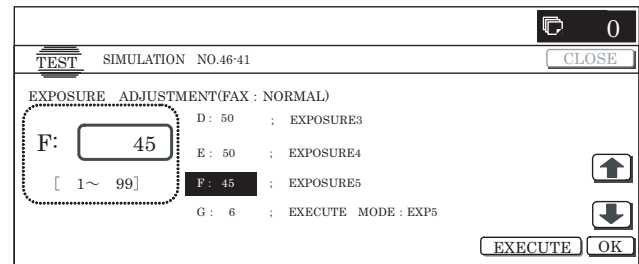 0
TEST SIMULATION NO.46-41
CLOSE
EXPOSURE ADJUSTMENT(FAX : NORMAL)
D : 50 ; EXPOSURE3
F: 45
E : 50 ; EXPOSURE4
[ 1～ 99]
F : 45 ; EXPOSURE5
G : 6 ; EXECUTE MODE : EXP5
EXECUTE OK